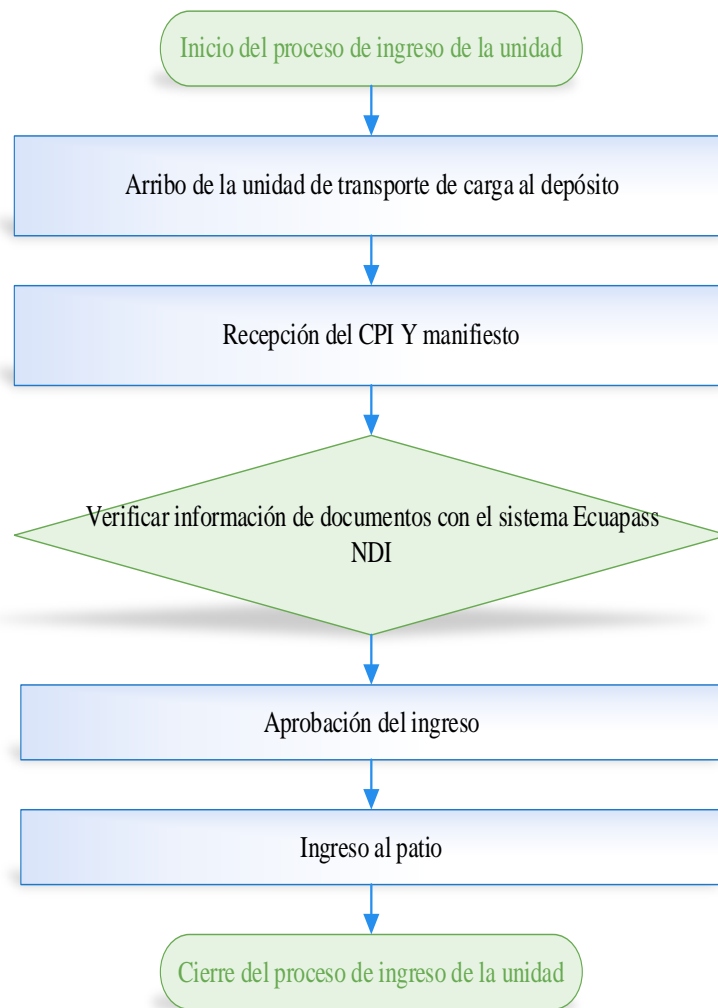 Inicio del proceso de ingreso de la unidad
Arribo de la unidad de transporte de carga al depósito
Recepción del CPI Y manifiesto
Verificar información de documentos con el sistema Ecuapass
NDI
Aprobación del ingreso
Ingreso al patio
Cierre del proceso de ingreso de la unidad